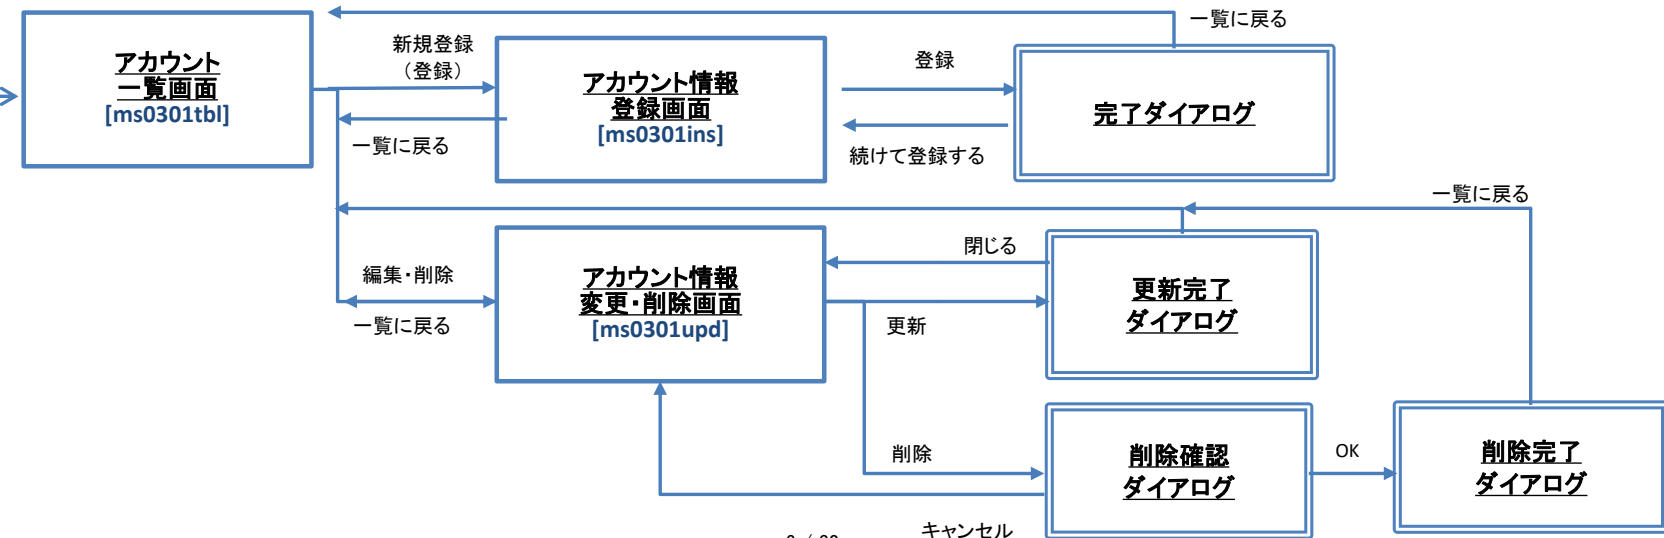 一覧に戻る
アカウント
一覧画面
[ms0301tbl]
新規登録
（登録）
アカウント情報
登録画面
[ms0301ins]
登録
完了ダイアログ
一覧に戻る
続けて登録する
一覧に戻る
編集・削除
一覧に戻る
アカウント情報
変更・削除画面
[ms0301upd]
閉じる
更新
更新完了
ダイアログ
削除
削除確認
ダイアログ
OK
削除完了
ダイアログ
キャンセル